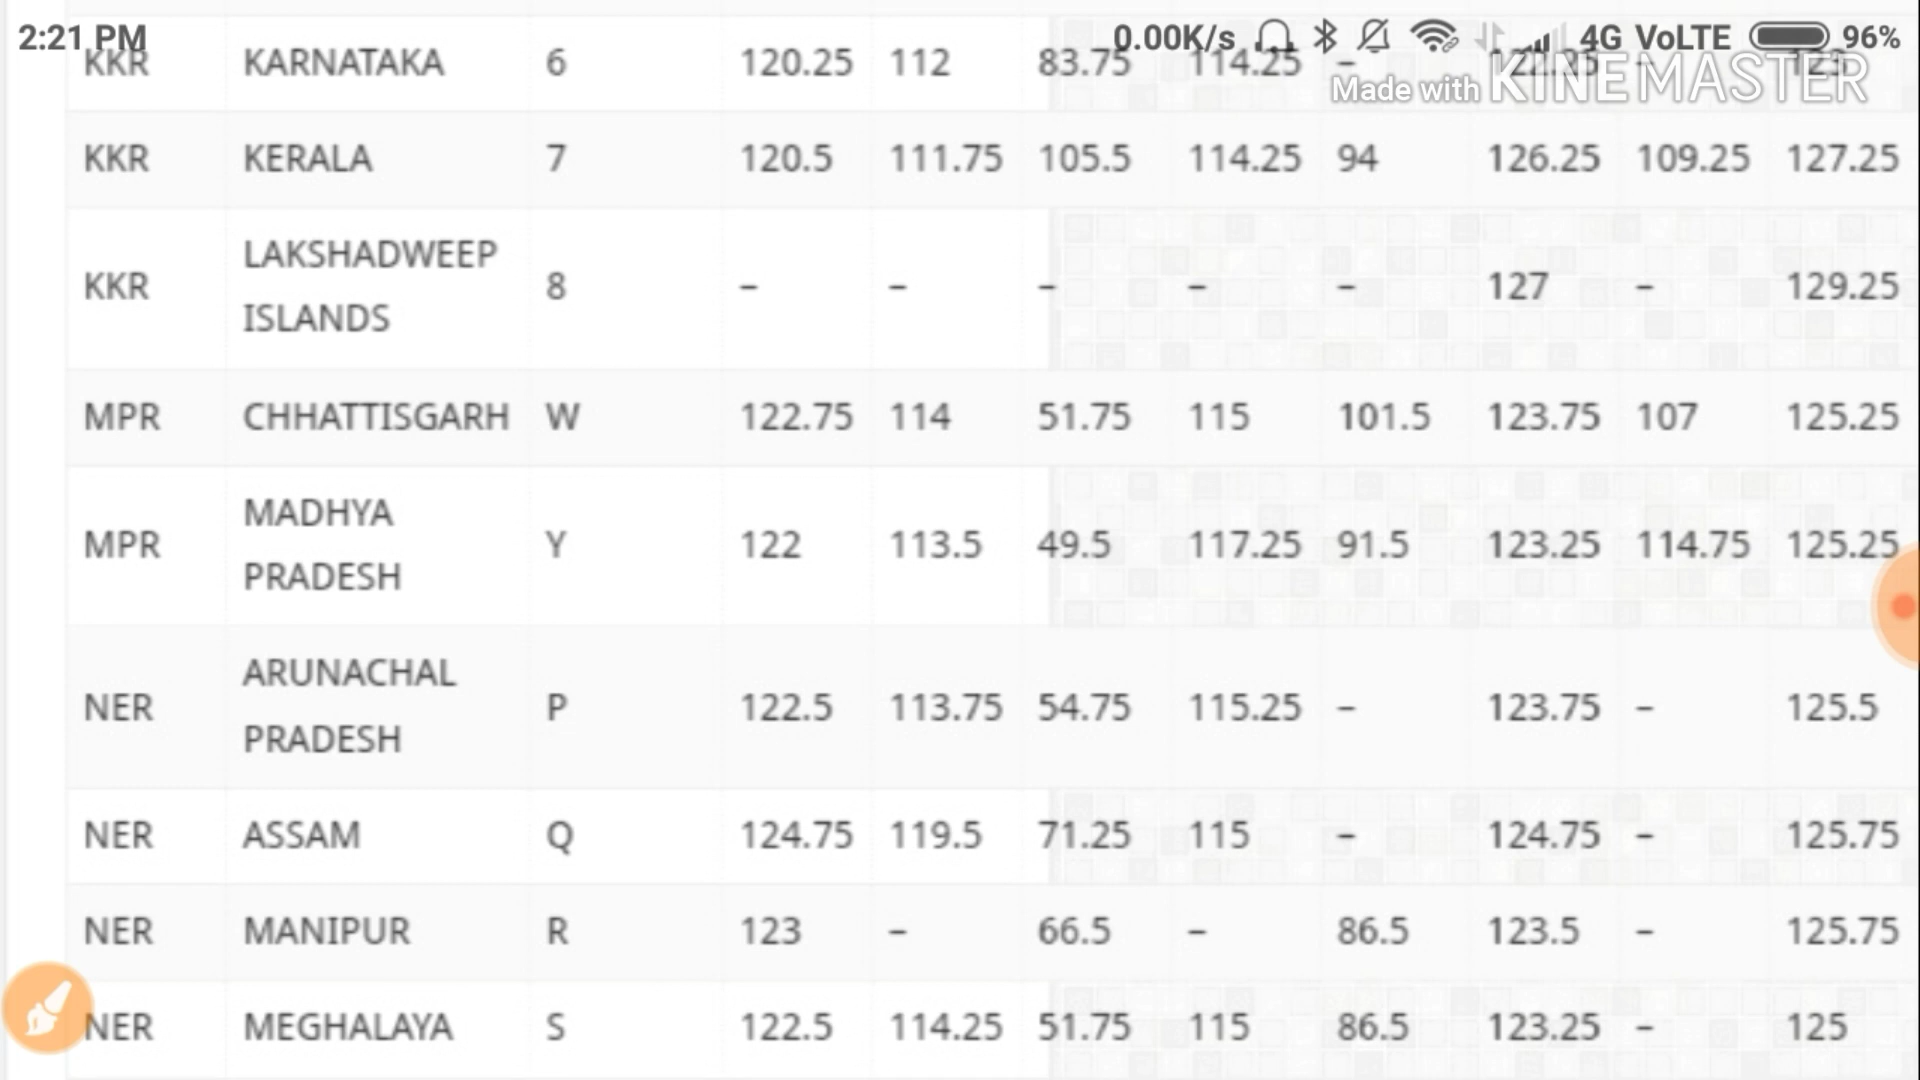 2:21 PM 0.00K/s 4G VoLTE 96%
KKR KARNATAKA 6 120.25 112 83.75 114.25 – 122.25 – 123
Made with KINEMASTER
KKR KERALA 7 120.5 111.75 105.5 114.25 94 126.25 109.25 127.25
KKR LAKSHADWEEP ISLANDS 8 – – – – – 127 – 129.25
MPR CHHATTISGARH W 122.75 114 51.75 115 101.5 123.75 107 125.25
MPR MADHYA PRADESH Y 122 113.5 49.5 117.25 91.5 123.25 114.75 125.25
NER ARUNACHAL PRADESH P 122.5 113.75 54.75 115.25 – 123.75 – 125.5
NER ASSAM Q 124.75 119.5 71.25 115 – 124.75 – 125.75
NER MANIPUR R 123 – 66.5 – 86.5 123.5 – 125.75
NER MEGHALAYA S 122.5 114.25 51.75 115 86.5 123.25 – 125